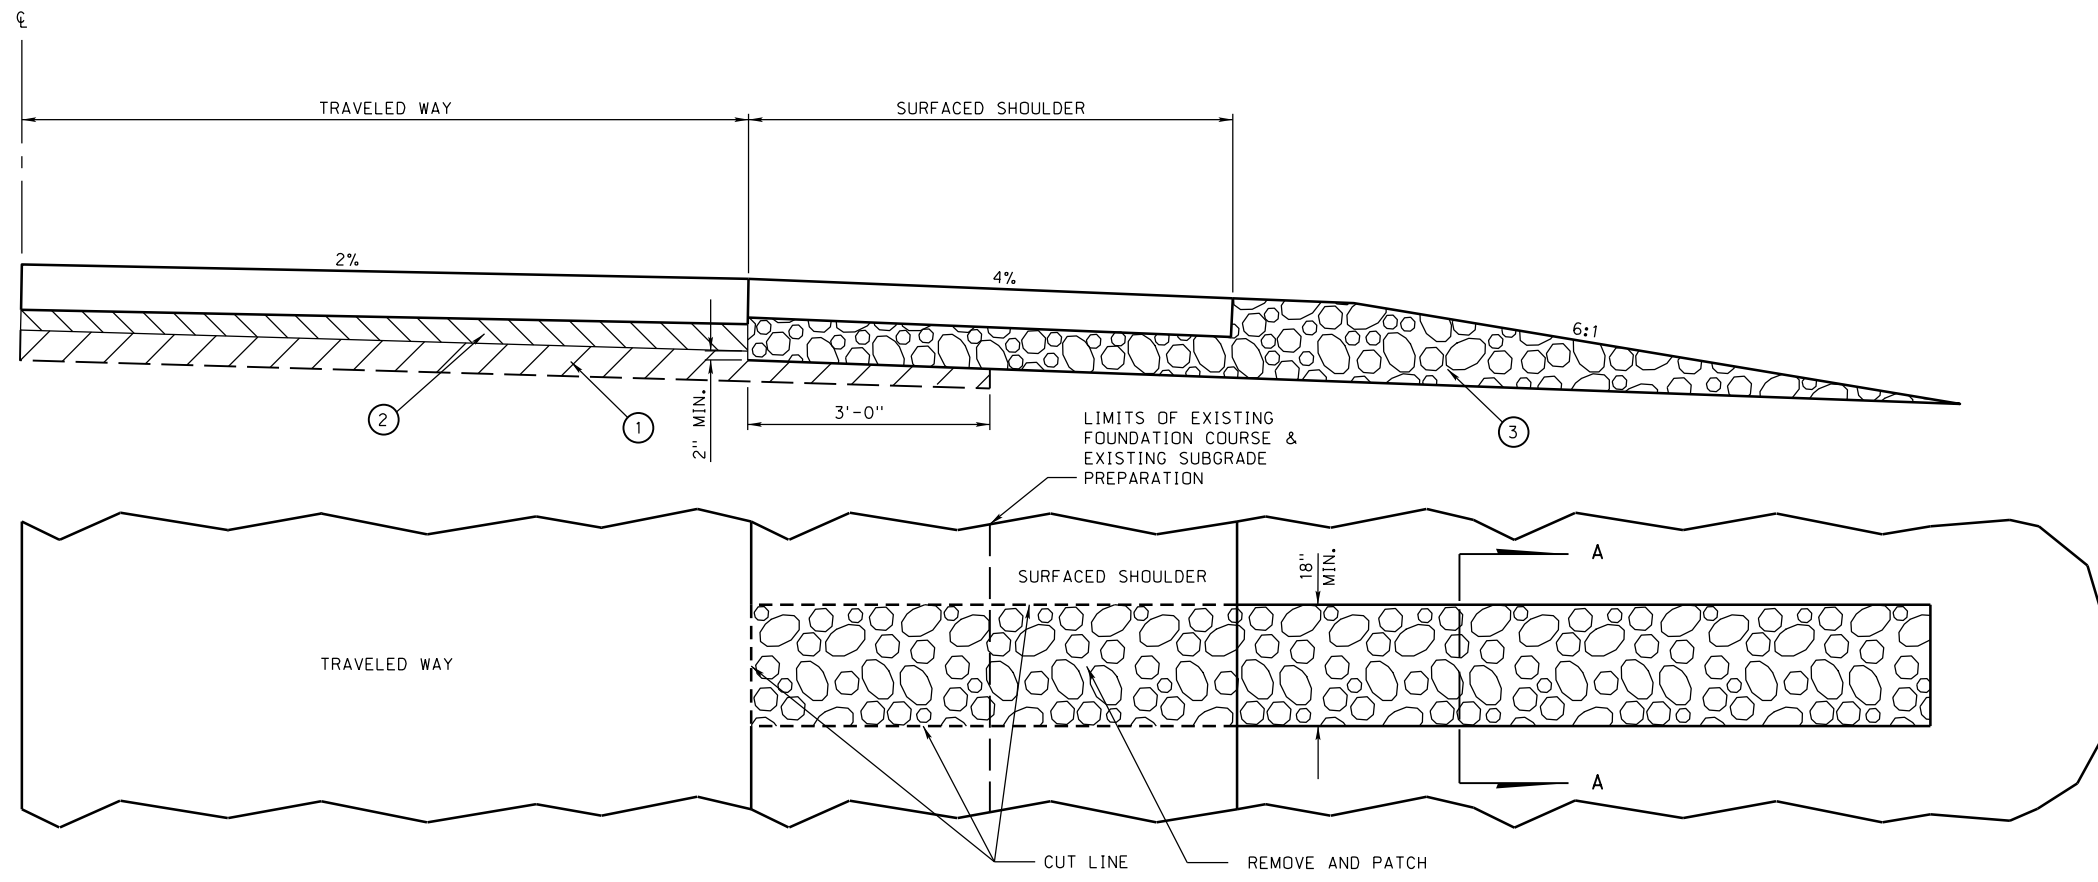 ℄
TRAVELED WAY
SURFACED SHOULDER
2%
4%
6:1
2
1
2" MIN.
3'-0"
3
LIMITS OF EXISTING
FOUNDATION COURSE &
EXISTING SUBGRADE
PREPARATION
18"
MIN.
A
SURFACED SHOULDER
TRAVELED WAY
A
CUT LINE
REMOVE AND PATCH